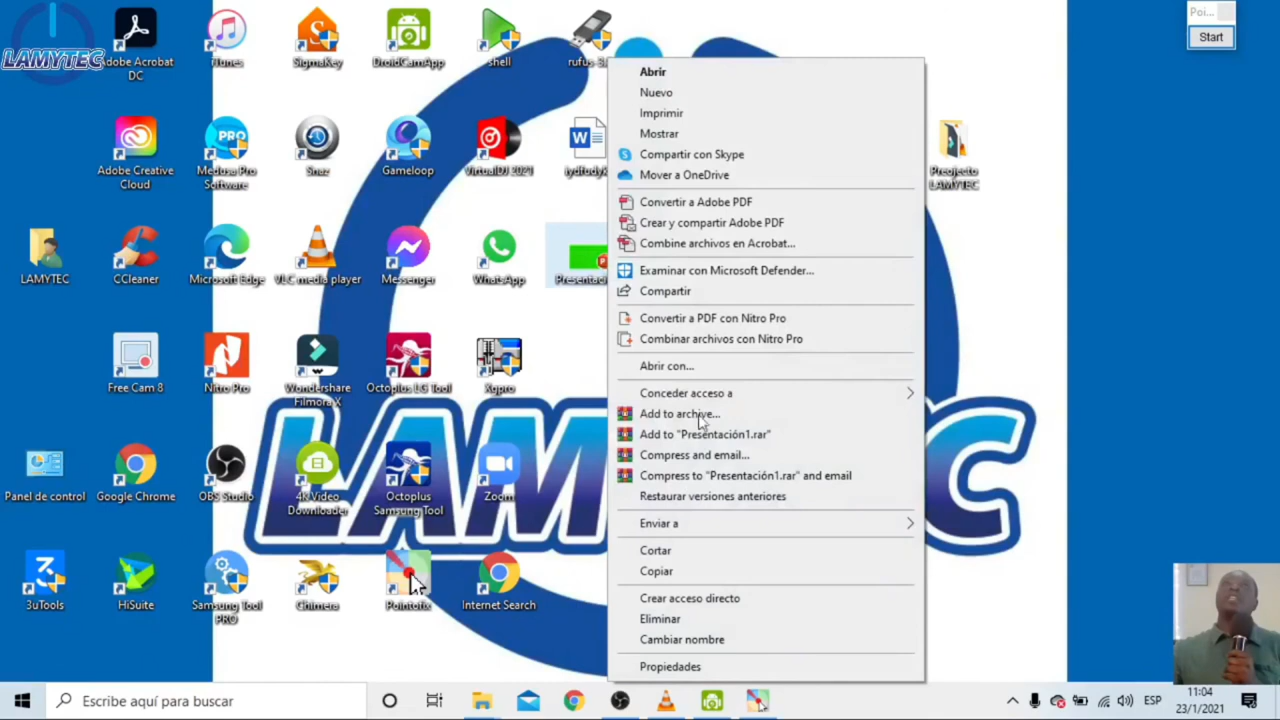 LAMYTEC
Adobe Acrobat
DC
iTunes
SigmaKey
DroidCamApp
shell
Adobe Creative
Cloud
Medusa Pro
Software
Snaz
Gameloop
VirtualDJ 2021
LAMYTEC
CCleaner
Microsoft Edge
VLC media player
Messenger
WhatsApp
Free Cam 8
Nitro Pro
Wondershare
Filmora X
Octoplus LG Tool
Xgpro
Panel de control
Google Chrome
OBS Studio
4K Video
Downloader
Octoplus
Samsung Tool
Zoom
3uTools
HiSuite
Samsung Tool
PRO
Chimera
Pointofix
Internet Search
Abrir
Nuevo
Imprimir
Mostrar
Compartir con Skype
Mover a OneDrive
Convertir a Adobe PDF
Crear y compartir Adobe PDF
Combine archivos en Acrobat...
Examinar con Microsoft Defender...
Compartir
Convertir a PDF con Nitro Pro
Combinar archivos con Nitro Pro
Abrir con...
Conceder acceso a
Add to archive...
Add to "Presentación1.rar"
Compress and email...
Compress to "Presentación1.rar" and email
Restaurar versiones anteriores
Enviar a
Cortar
Copiar
Crear acceso directo
Eliminar
Cambiar nombre
Propiedades
Preojecto
LAMYTEC
Poi...
Start
Escribe aquí para buscar
ESP
11:04
23/1/2021